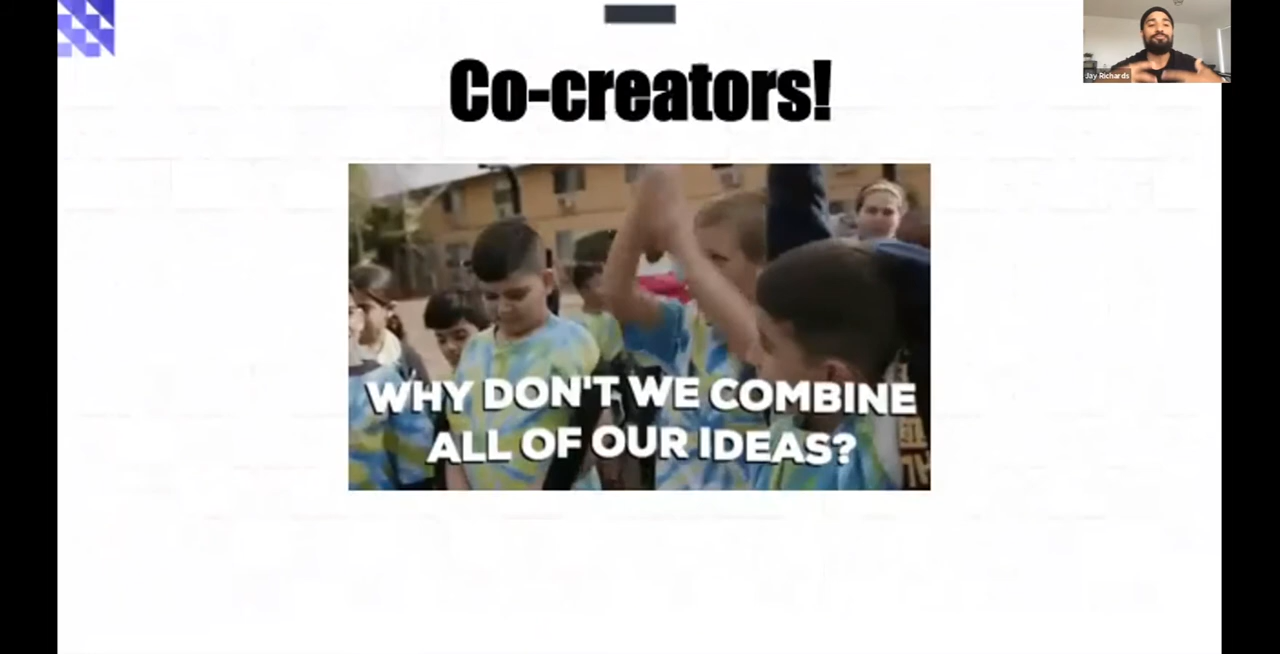 Co-creators!
Jay Richards
WHY DON'T WE COMBINE
ALL OF OUR IDEAS?